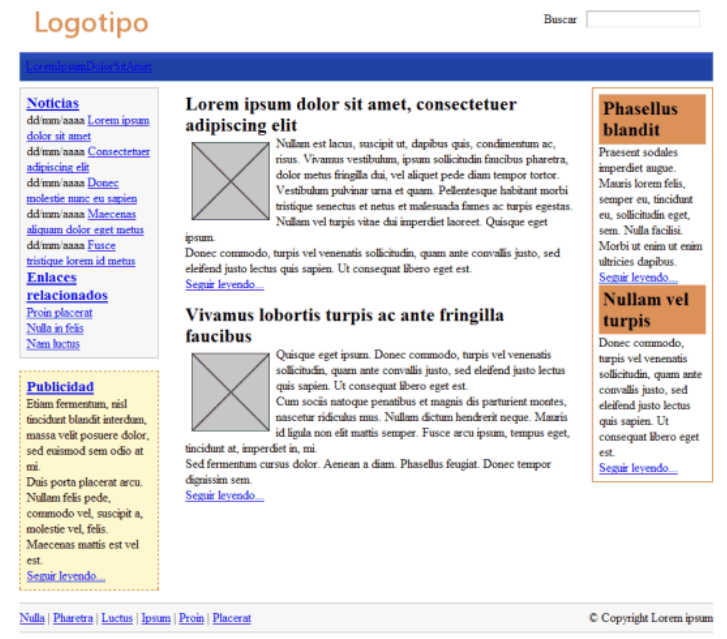 Logotipo
Buscar
LoremIpsumDolorSitAmet
Noticias
dd/mm/aaaa Lorem ipsum
dolor sit amet
dd/mm/aaaa Consectetuer
adipiscing elit
dd/mm/aaaa Donec
molestie nunc eu sapien
dd/mm/aaaa Maecenas
aliquam dolor eget metus
dd/mm/aaaa Fusce
tristique lorem id metus
Enlaces
relacionados
Proin placerat
Nulla in felis
Nam luctus
Publicidad
Etiam fermentum, nisl
tincidunt blandit interdum,
massa velit posuere dolor,
sed euismod sem odio at
mi.
Duis porta placerat arcu.
Nullam felis pede,
commodo vel, suscipit a,
molestie vel, felis.
Maecenas mattis est vel
est.
Seguir leyendo...
Lorem ipsum dolor sit amet, consectetuer
adipiscing elit
Nullam est lacus, suscipit ut, dapibus quis, condimentum ac,
risus. Vivamus vestibulum, ipsum sollicitudin faucibus pharetra,
dolor metus fringilla dui, vel aliquet pede diam tempor tortor.
Vestibulum pulvinar urna et quam. Pellentesque habitant morbi
tristique senectus et netus et malesuada fames ac turpis egestas.
Nullam vel turpis vitae dui imperdiet laoreet. Quisque eget
ipsum.
Donec commodo, turpis vel venenatis sollicitudin, quam ante convallis justo, sed
eleifend justo lectus quis sapien. Ut consequat libero eget est.
Seguir leyendo...
Vivamus lobortis turpis ac ante fringilla
faucibus
Quisque eget ipsum. Donec commodo, turpis vel venenatis
sollicitudin, quam ante convallis justo, sed eleifend justo lectus
quis sapien. Ut consequat libero eget est.
Cum sociis natoque penatibus et magnis dis parturient montes,
nascetur ridiculus mus. Nullam dictum hendrerit neque. Mauris
id ligula non elit mattis semper. Fusce arcu ipsum, tempus eget,
tincidunt at, imperdiet in, mi.
Sed fermentum cursus dolor. Aenean a diam. Phasellus feugiat. Donec tempor
dignissim sem.
Seguir leyendo...
Phasellus
blandit
Praesent sodales
imperdiet augue.
Mauris lorem felis,
semper eu, tincidunt
eu, sollicitudin eget,
sem. Nulla facilisi.
Morbi ut enim ut enim
ultricies dapibus.
Seguir leyendo...
Nullam vel
turpis
Donec commodo,
turpis vel venenatis
sollicitudin, quam ante
convallis justo, sed
eleifend justo lectus
quis sapien. Ut
consequat libero eget
est.
Seguir leyendo...
Nulla | Pharetra | Luctus | Ipsum | Proin | Placerat
© Copyright Lorem ipsum